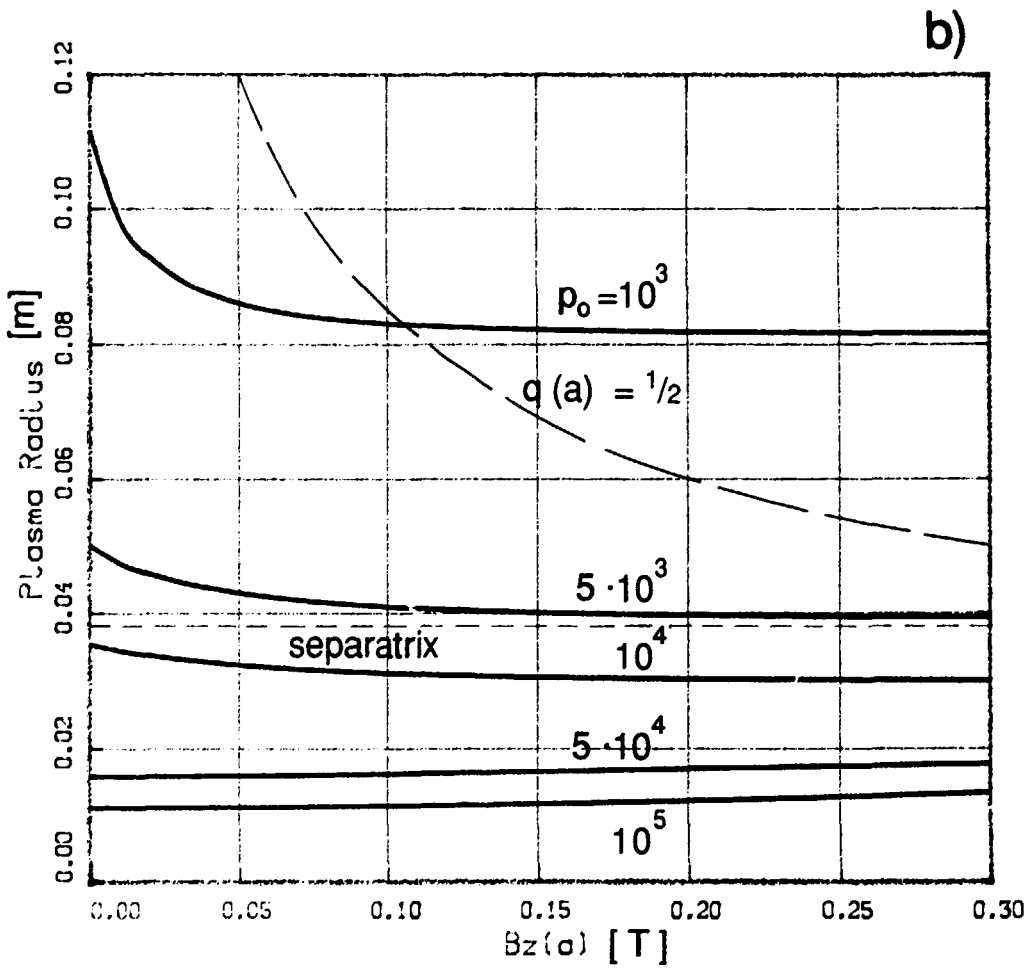 b)
0.12
0.10
0.08
0.06
0.04
0.02
0.00
Plasma Radius [m]
p₀ = 10³
q (a) = 1/2
5 · 10³
separatrix
10⁴
5 · 10⁴
10⁵
0.00 0.05 0.10 0.15 0.20 0.25 0.30
Bz(a) [T]